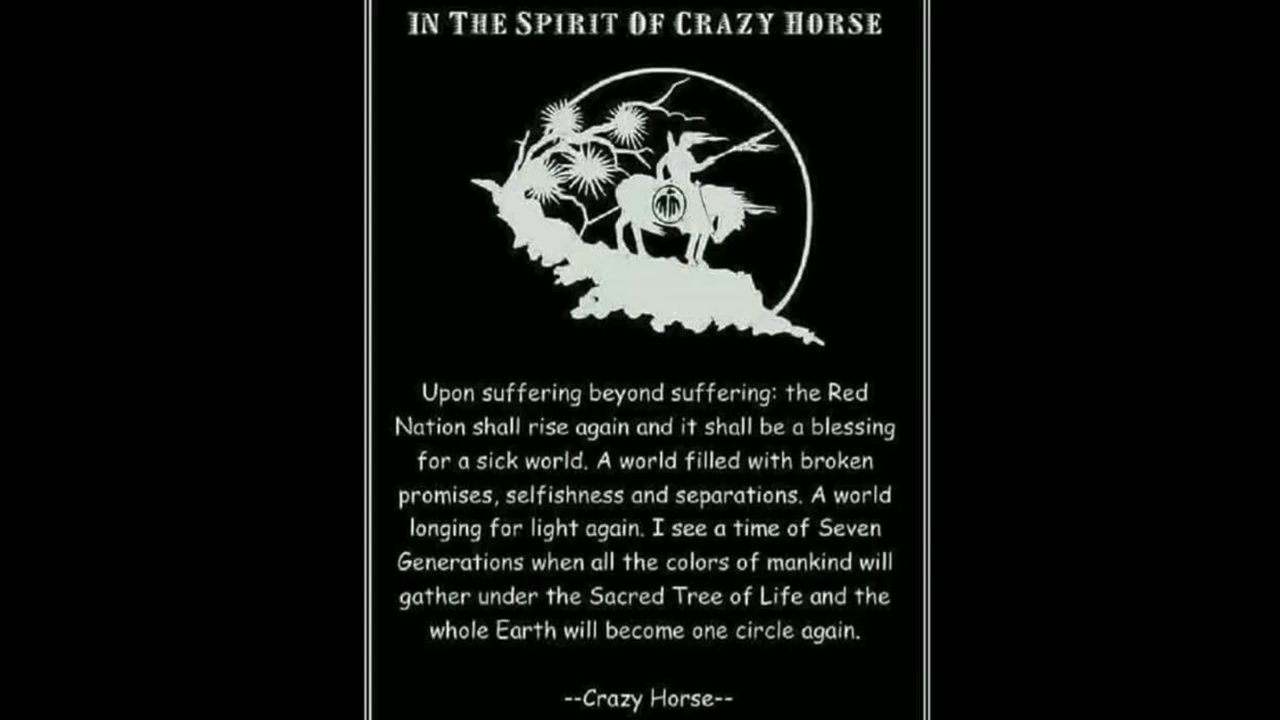 IN THE SPIRIT OF CRAZY HORSE
Upon suffering beyond suffering: the Red
Nation shall rise again and it shall be a blessing
for a sick world. A world filled with broken
promises, selfishness and separations. A world
longing for light again. I see a time of Seven
Generations when all the colors of mankind will
gather under the Sacred Tree of Life and the
whole Earth will become one circle again.
--Crazy Horse--